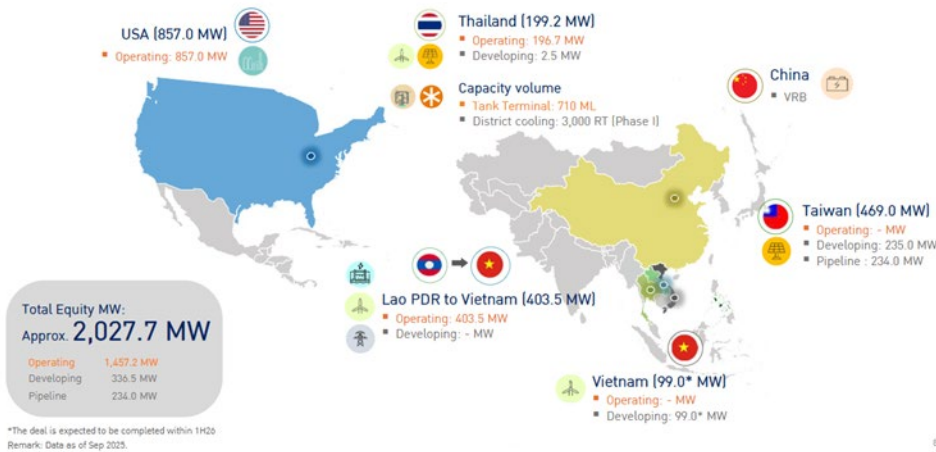 USA (857.0 MW)
Operating: 857.0 MW
Thailand (199.2 MW)
Operating: 196.7 MW
Developing: 2.5 MW
Capacity volume
Tank Terminal: 710 ML
District cooling: 3,000 RT (Phase I)
China
VRB
Taiwan (469.0 MW)
Operating: - MW
Developing: 235.0 MW
Pipeline : 234.0 MW
Lao PDR to Vietnam (403.5 MW)
Operating: 403.5 MW
Developing: - MW
Vietnam (99.0* MW)
Operating: - MW
Developing: 99.0* MW
Total Equity MW:
Approx. 2,027.7 MW
Operating 1,457.2 MW
Developing 336.5 MW
Pipeline 234.0 MW
*The deal is expected to be completed within 1H26
Remark: Data as of Sep 2025.